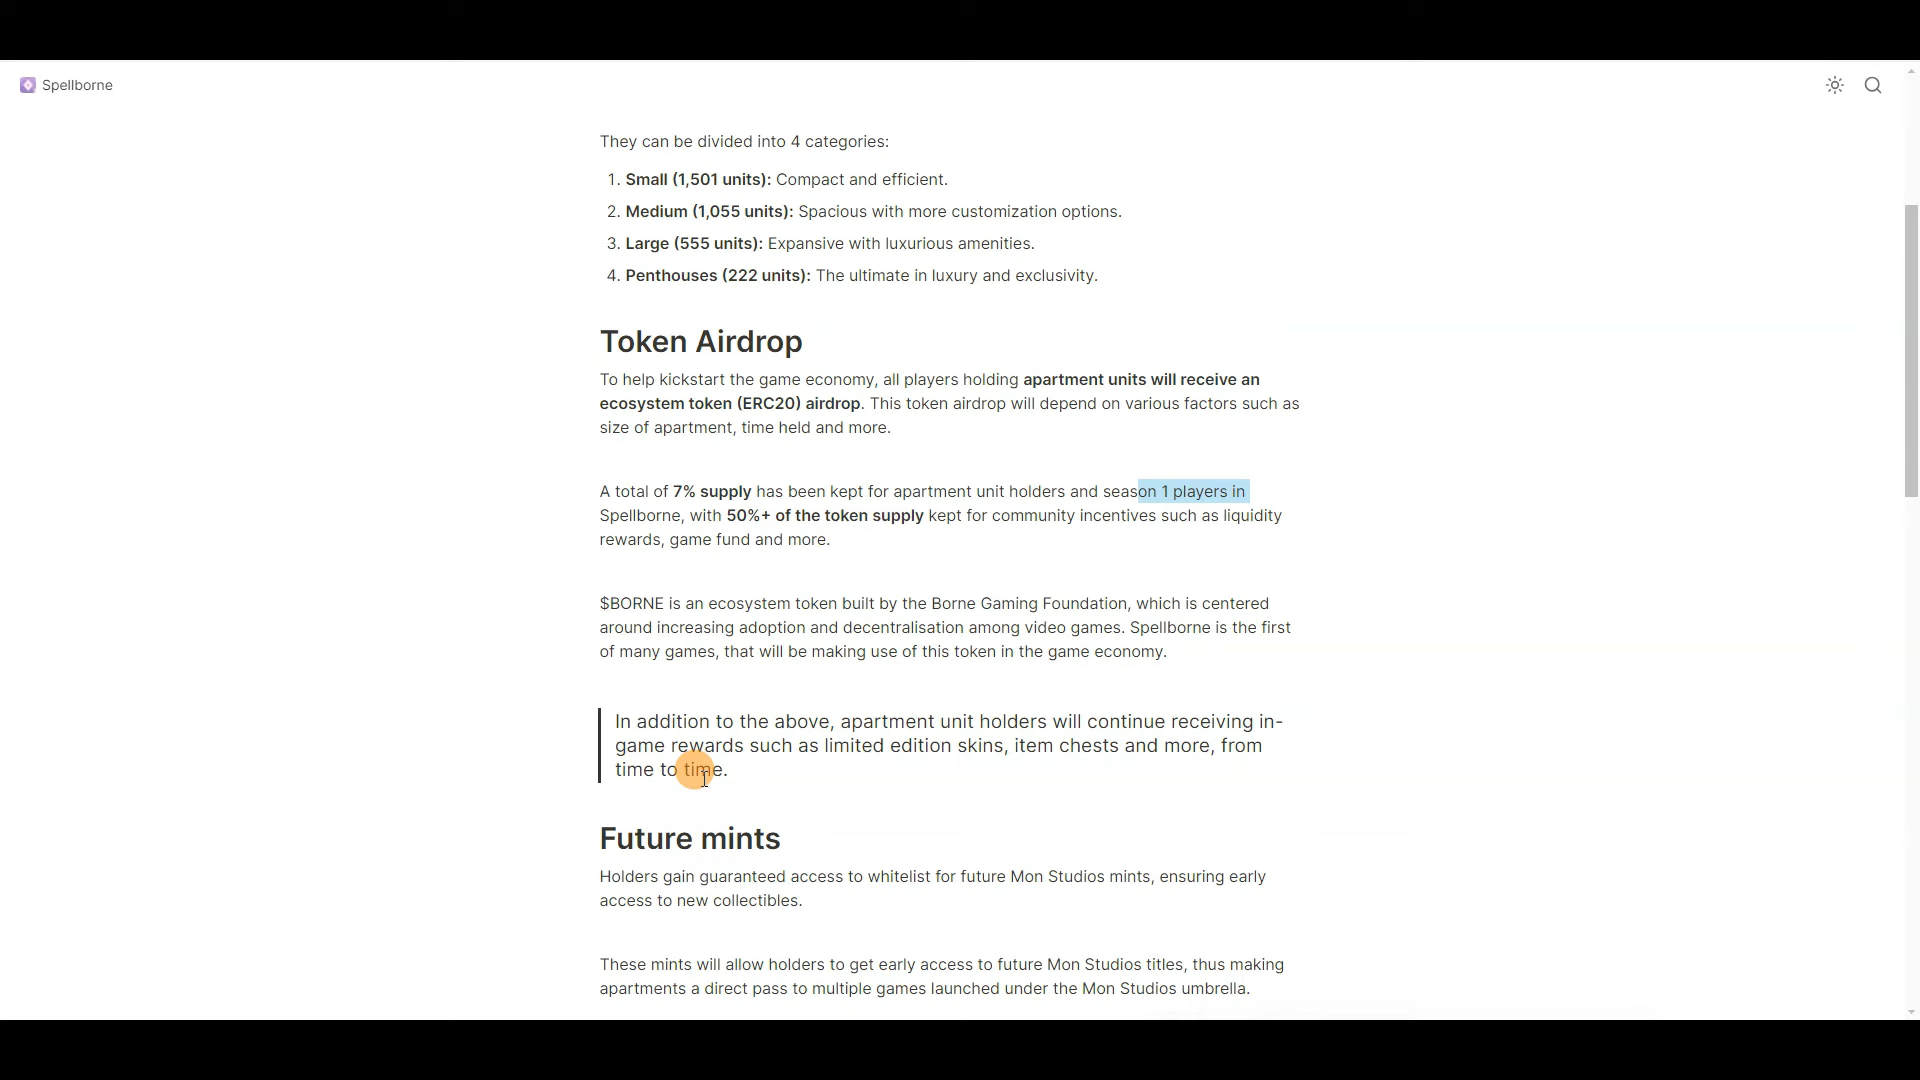 Spellborne
They can be divided into 4 categories:
1. Small (1,501 units): Compact and efficient.
2. Medium (1,055 units): Spacious with more customization options.
3. Large (555 units): Expansive with luxurious amenities.
4. Penthouses (222 units): The ultimate in luxury and exclusivity.
Token Airdrop
To help kickstart the game economy, all players holding apartment units will receive an
ecosystem token (ERC20) airdrop. This token airdrop will depend on various factors such as
size of apartment, time held and more.
A total of 7% supply has been kept for apartment unit holders and season 1 players in
Spellborne, with 50%+ of the token supply kept for community incentives such as liquidity
rewards, game fund and more.
$BORNE is an ecosystem token built by the Borne Gaming Foundation, which is centered
around increasing adoption and decentralisation among video games. Spellborne is the first
of many games, that will be making use of this token in the game economy.
In addition to the above, apartment unit holders will continue receiving in-
game rewards such as limited edition skins, item chests and more, from
time to time.
Future mints
Holders gain guaranteed access to whitelist for future Mon Studios mints, ensuring early
access to new collectibles.
These mints will allow holders to get early access to future Mon Studios titles, thus making
apartments a direct pass to multiple games launched under the Mon Studios umbrella.